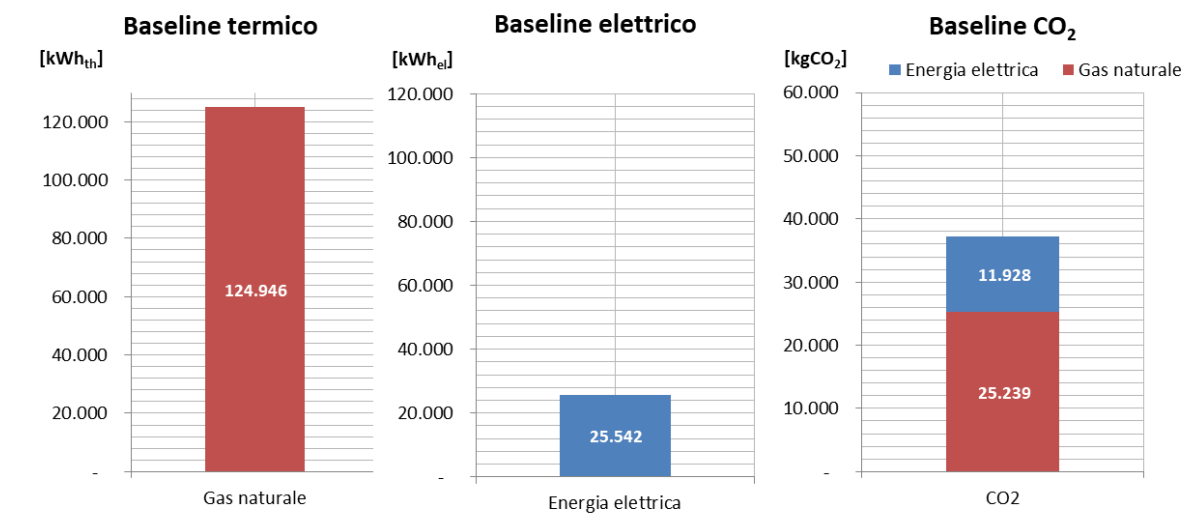 Baseline termico
[kWhth]
120.000
100.000
80.000
60.000
40.000
20.000
-
124.946
Gas naturale
Baseline elettrico
[kWhel]
120.000
100.000
80.000
60.000
40.000
20.000
-
25.542
Energia elettrica
Baseline CO2
[kgCO2]
Energia elettrica
Gas naturale
60.000
50.000
40.000
30.000
20.000
10.000
-
11.928
25.239
CO2